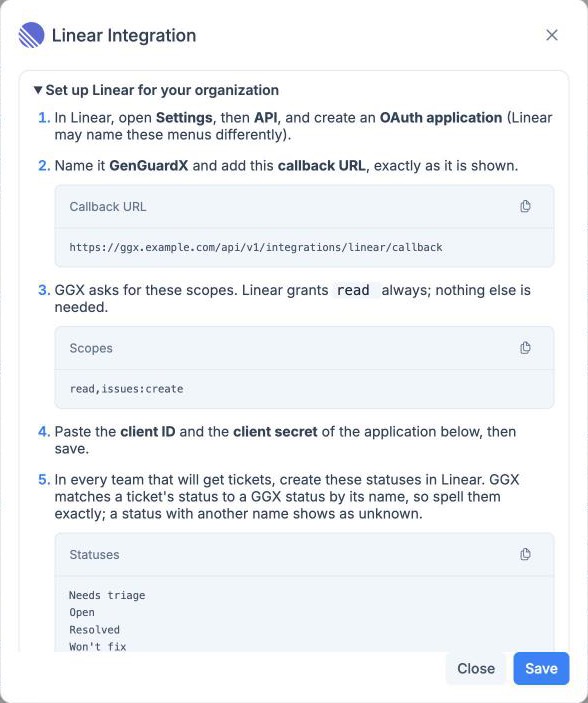 Linear Integration
▼ Set up Linear for your organization
1. In Linear, open Settings, then API, and create an OAuth application (Linear
may name these menus differently).
2. Name it GenGuardX and add this callback URL, exactly as it is shown.
Callback URL
https://ggx.example.com/api/v1/integrations/linear/callback
3. GGX asks for these scopes. Linear grants read always; nothing else is
needed.
Scopes
read,issues:create
4. Paste the client ID and the client secret of the application below, then
save.
5. In every team that will get tickets, create these statuses in Linear. GGX
matches a ticket's status to a GGX status by its name, so spell them
exactly; a status with another name shows as unknown.
Statuses
Needs triage
Open
Resolved
Won't fix
Close Save